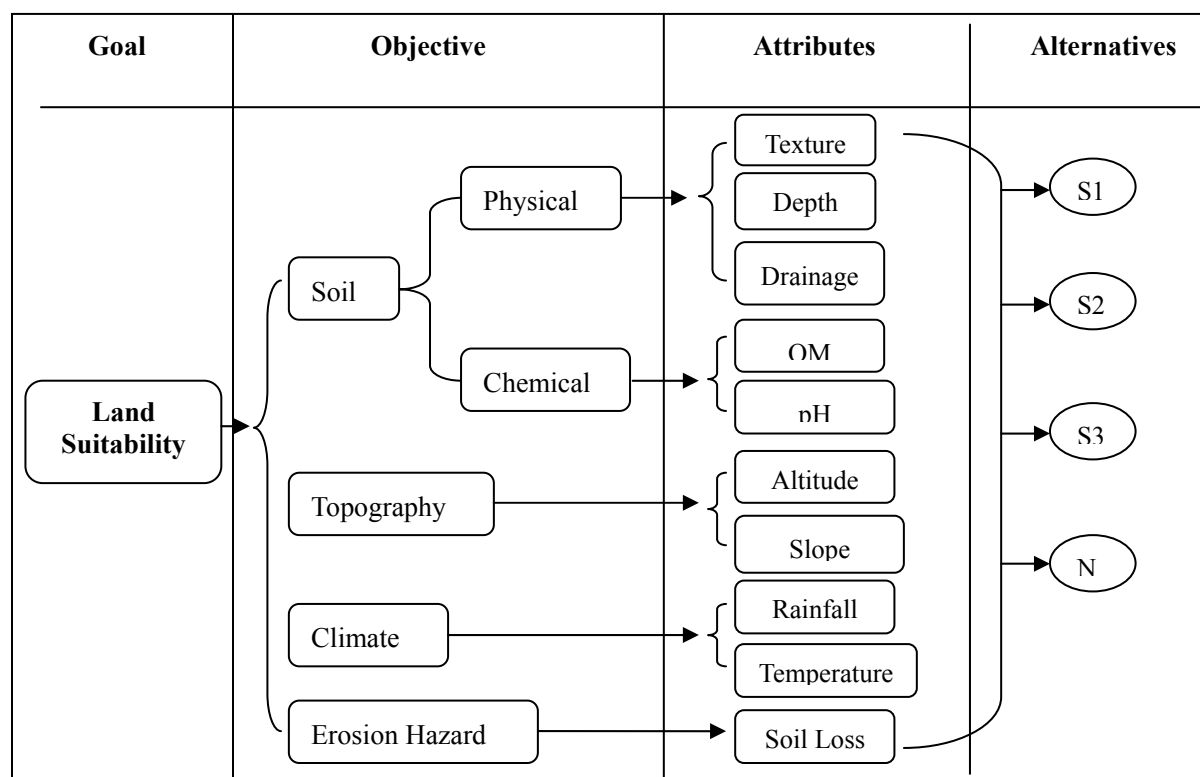 Goal
Objective
Attributes
Alternatives
Land
Suitability
Soil
Physical
Chemical
Topography
Climate
Erosion Hazard
Texture
Depth
Drainage
OM
pH
Altitude
Slope
Rainfall
Temperature
Soil Loss
S1
S2
S3
N